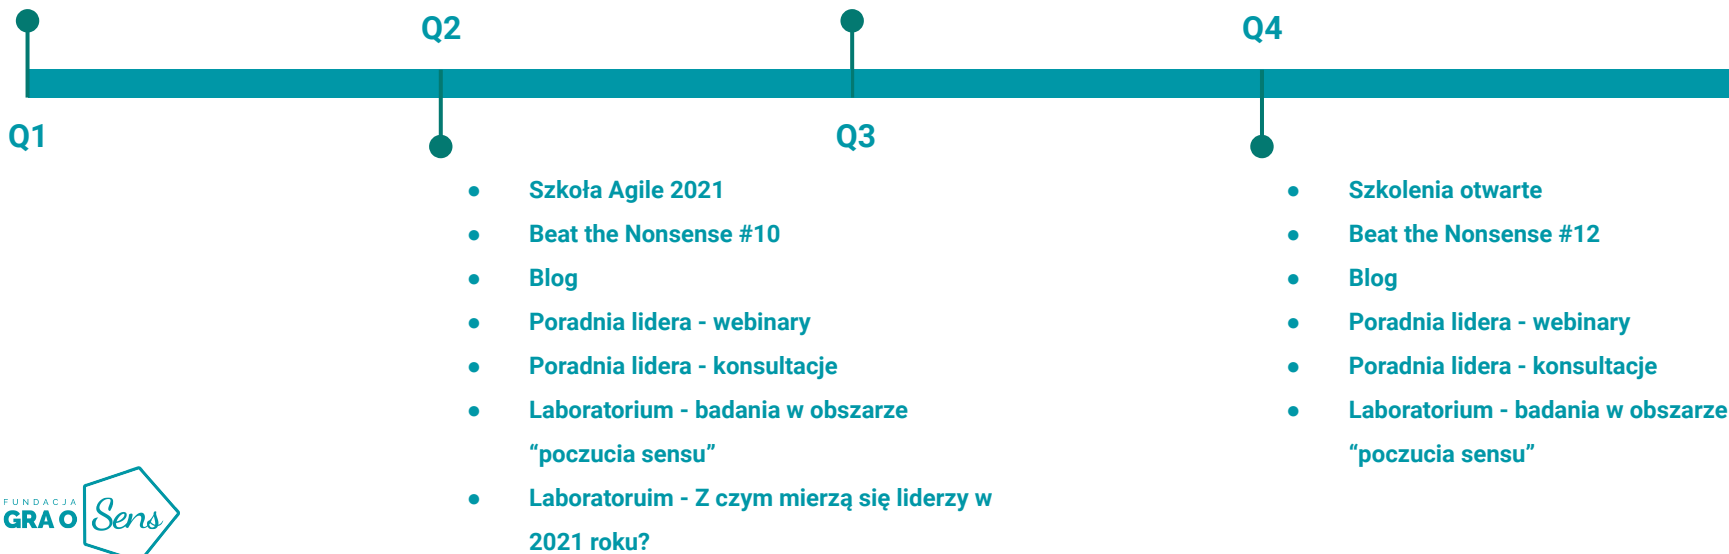 Q2
Q4
Q1
Q3
● Szkoła Agile 2021
● Beat the Nonsense #10
● Blog
● Poradnia lidera - webinary
● Poradnia lidera - konsultacje
● Laboratorium - badania w obszarze
“poczucia sensu”
● Laboratoruim - Z czym mierzą się liderzy w
2021 roku?
● Szkolenia otwarte
● Beat the Nonsense #12
● Blog
● Poradnia lidera - webinary
● Poradnia lidera - konsultacje
● Laboratorium - badania w obszarze
“poczucia sensu”
FUNDACJA
GRA O Sens